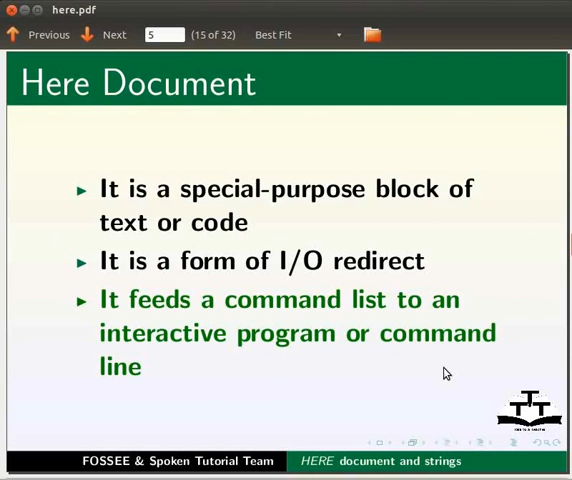 here.pdf
Previous Next 5 (15 of 32) Best Fit
Here Document
It is a special-purpose block of
text or code
It is a form of I/O redirect
It feeds a command list to an
interactive program or command
line
FOSSEE & Spoken Tutorial Team HERE document and strings